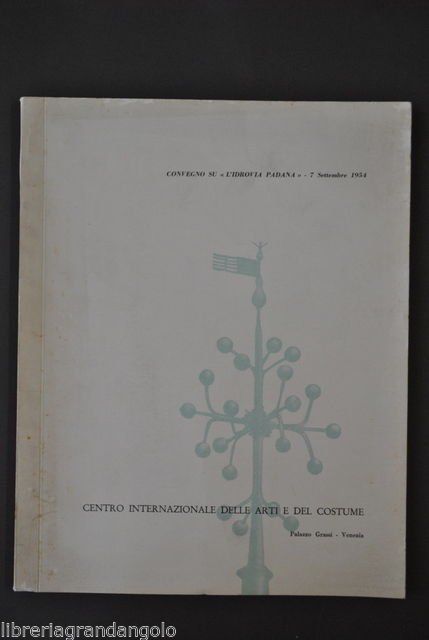 CONVEGNO SU « L'IDROVIA PADANA » - 7 Settembre 1954
CENTRO INTERNAZIONALE DELLE ARTI E DEL COSTUME
Palazzo Grassi - Venezia
libreriagrandangolo